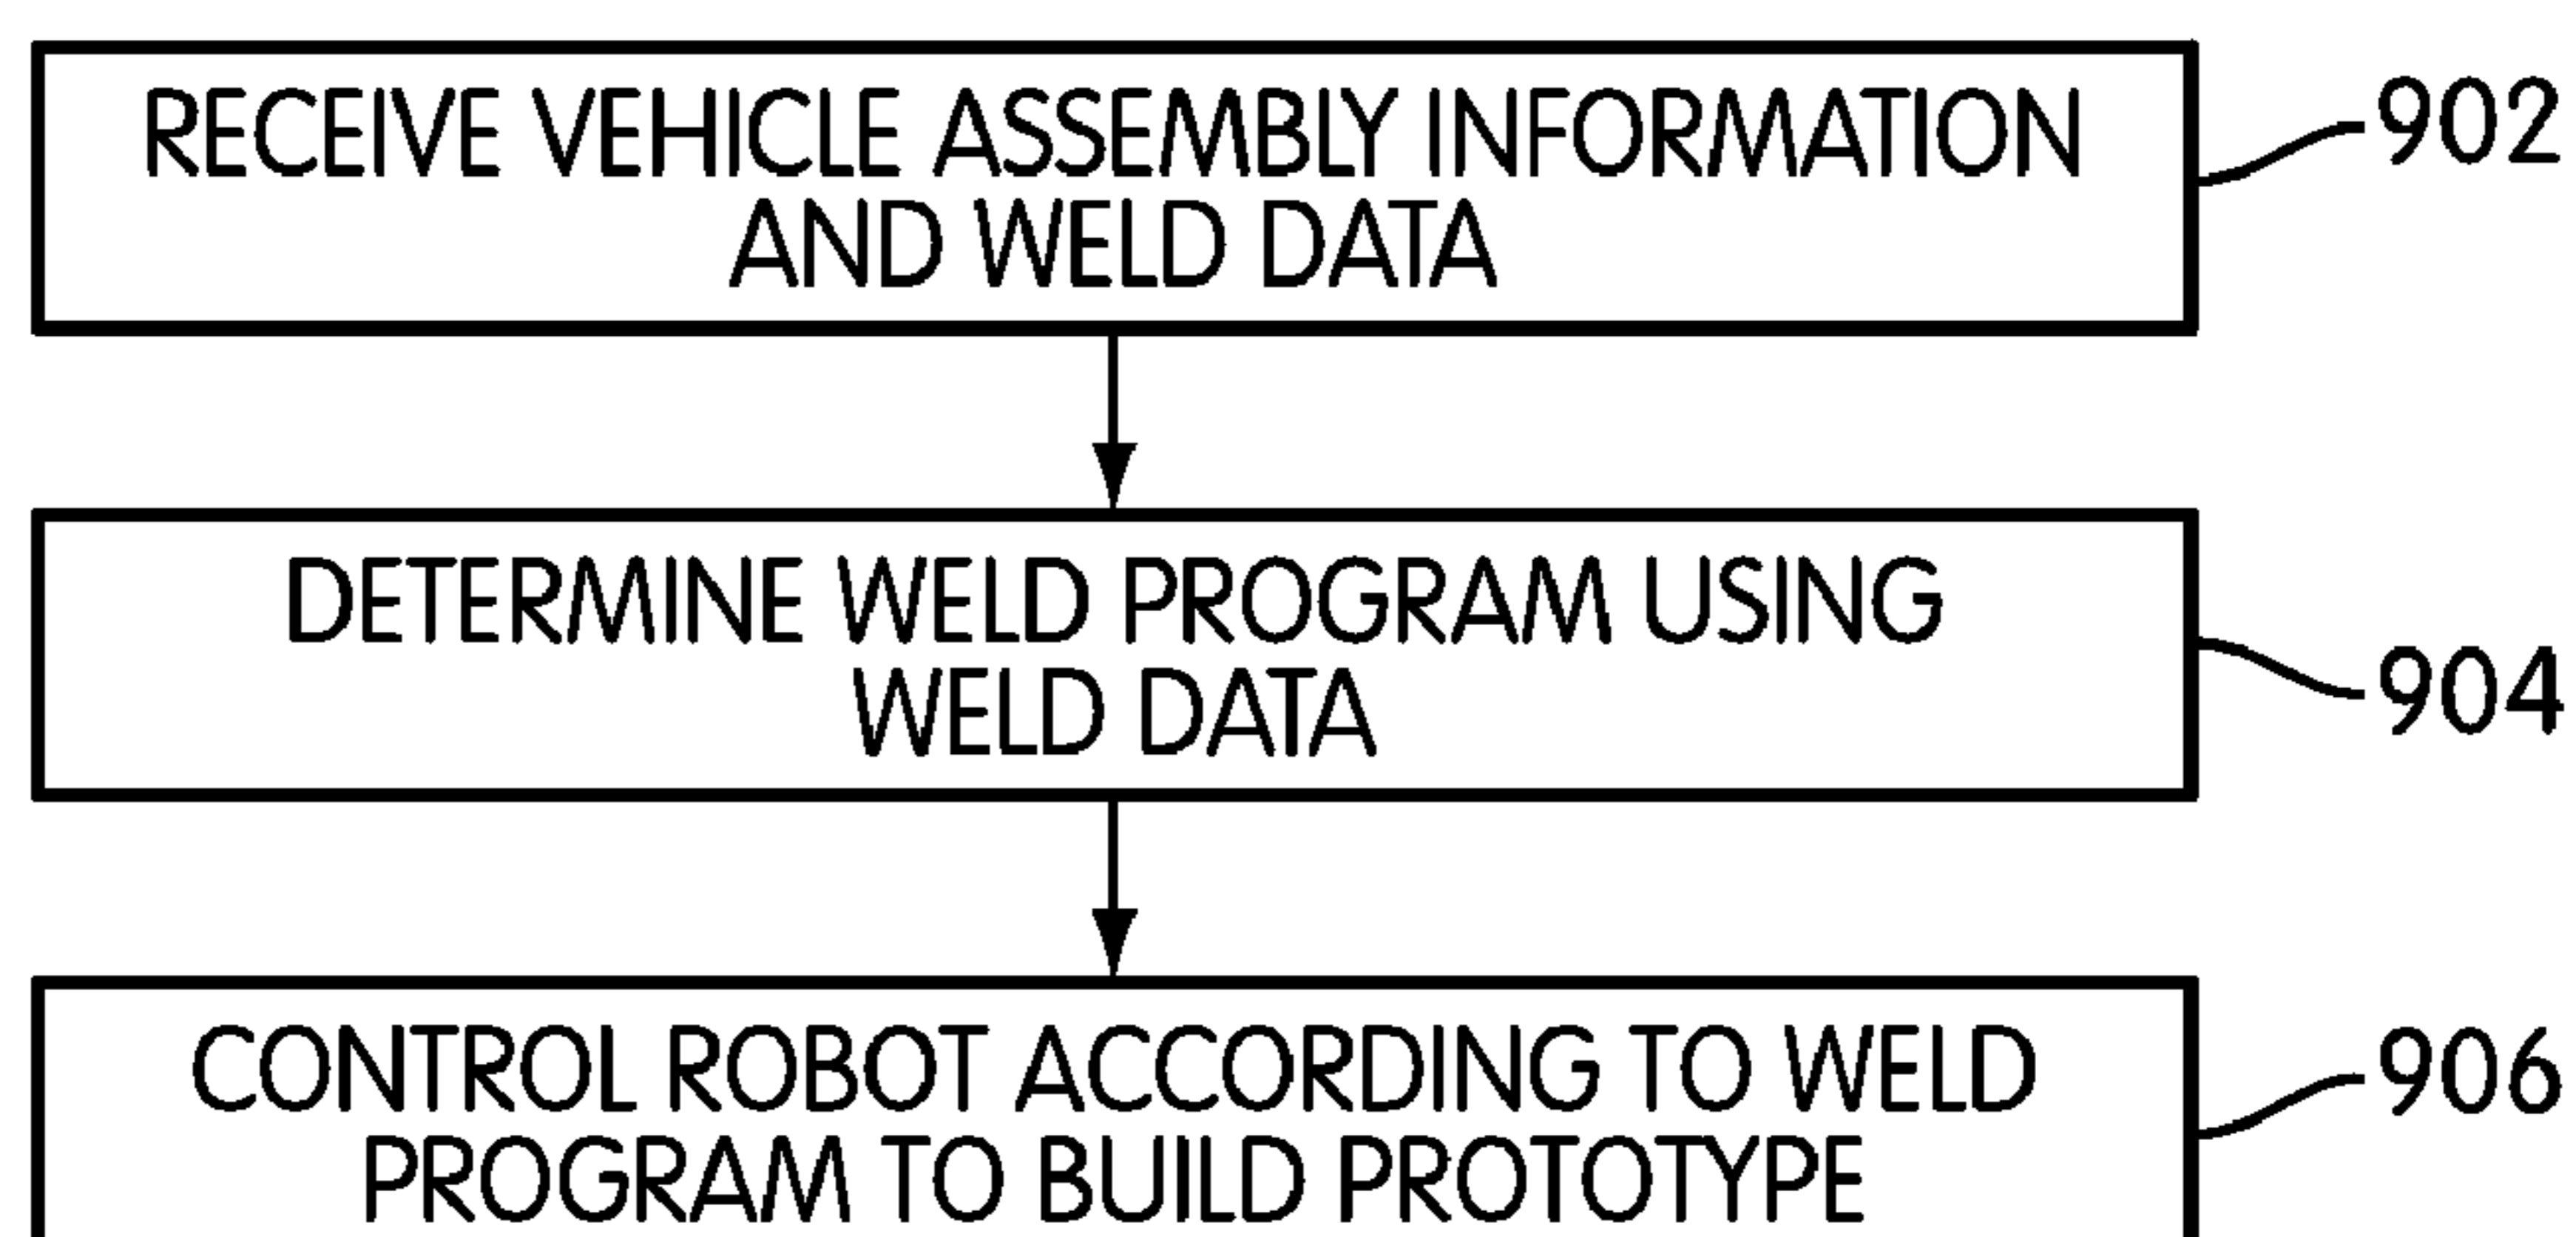 RECEIVE VEHICLE ASSEMBLY INFORMATION
AND WELD DATA
902
DETERMINE WELD PROGRAM USING
WELD DATA
904
CONTROL ROBOT ACCORDING TO WELD
PROGRAM TO BUILD PROTOTYPE
906